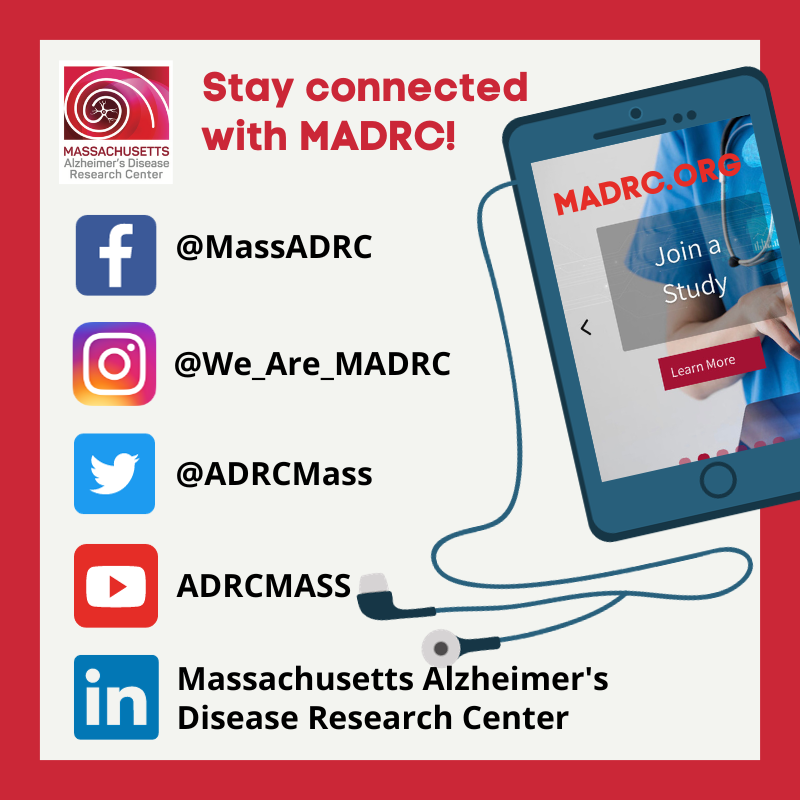 MASSACHUSETTS
Alzheimer's Disease
Research Center
Stay connected
with MADRC!
MADRC.ORG
Join a
Study
Learn More
@MassADRC
@We_Are_MADRC
@ADRCMass
ADRCMASS
in
Massachusetts Alzheimer's
Disease Research Center